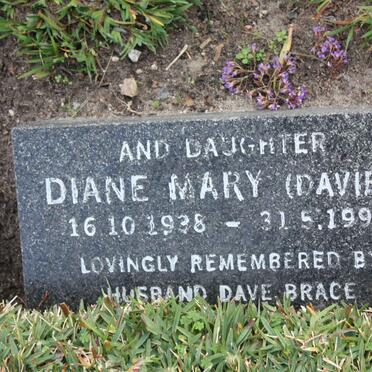 AND DAUGHTER
DIANE MARY (DAVIE
16.10.1938 – 31.5.199
LOVINGLY REMEMBERED BY
HUSBAND DAVE. BRACE